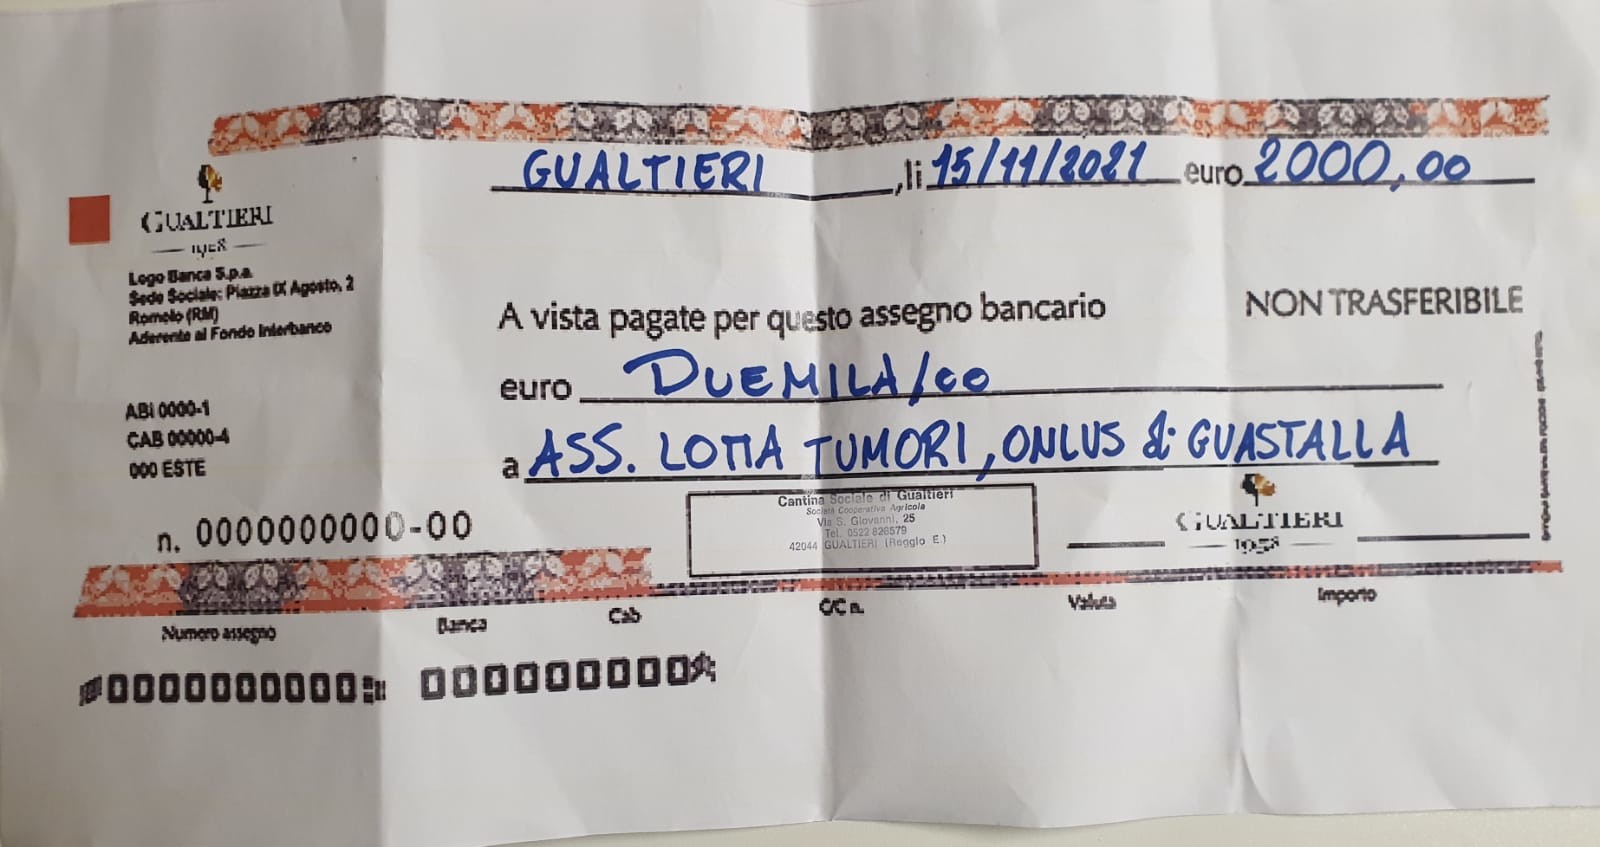 GUALTIERI ,li 15/11/2021 euro 2000,00
GUALTIERI
1958
Logo Banca S.p.a.
Sede Sociale: Piazza IX Agosto, 2
Romolo (RM)
Aderente al Fondo Interbanco
A vista pagate per questo assegno bancario
NON TRASFERIBILE
euro DUEMILA/00
ABI 0000-1
CAB 00000-4
000 ESTE
a ASS. LOTTA TUMORI, ONLUS di GUASTALLA
n. 0000000000-00
Cantina Sociale di Gualtieri
Società Cooperativa Agricola
Via S. Giovanni, 25
Tel. 0522 828579
42044 GUALTIERI (Reggio E.)
GUALTIERI
1958
Numero assegno Banca Cab C/C n. Valuta Importo
0000000000 000000000